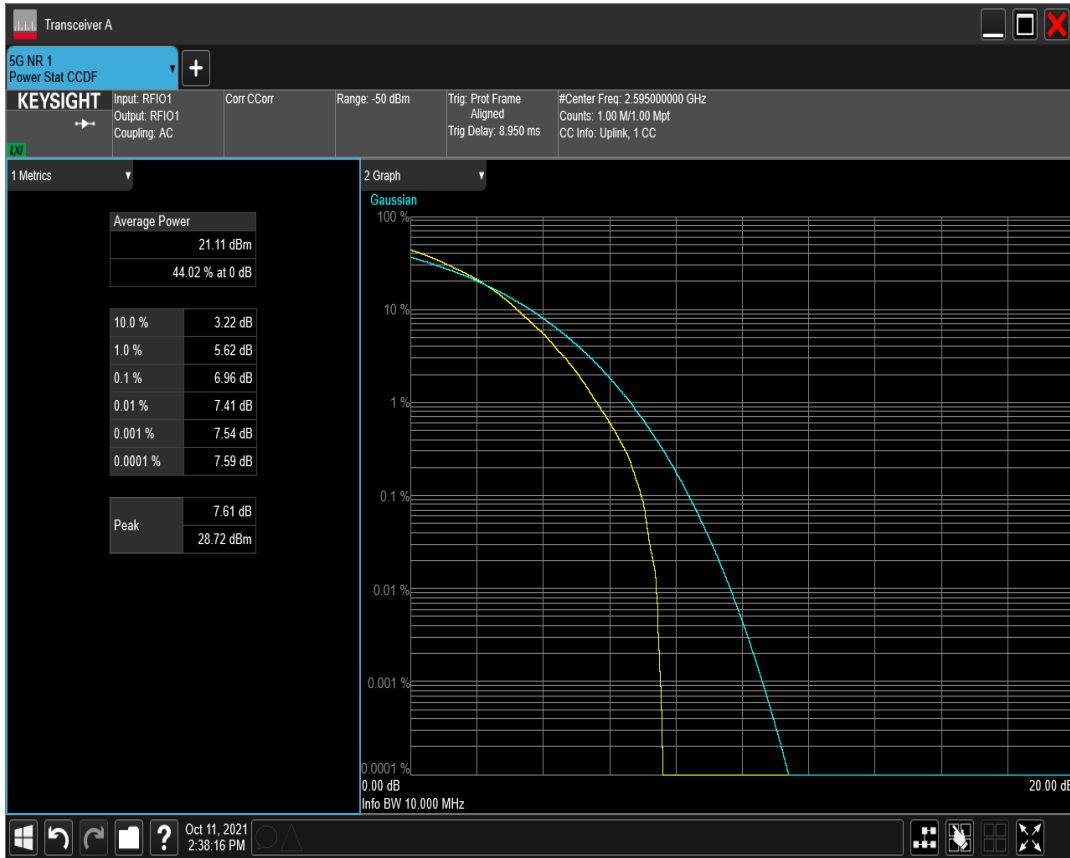 Transceiver A
5G NR 1
Power Stat CCDF
+
KEYSIGHT
LXI
Input: RFIO1
Output: RFIO1
Coupling: AC
Corr CCorr
Range: -50 dBm
Trig: Prot Frame
Aligned
Trig Delay: 8.950 ms
#Center Freq: 2.595000000 GHz
Counts: 1.00 M/1.00 Mpt
CC Info: Uplink, 1 CC
1 Metrics
Average Power
21.11 dBm
44.02 % at 0 dB
10.0 % 3.22 dB
1.0 % 5.62 dB
0.1 % 6.96 dB
0.01 % 7.41 dB
0.001 % 7.54 dB
0.0001 % 7.59 dB
Peak
7.61 dB
28.72 dBm
2 Graph
Gaussian
100 %
10 %
1 %
0.1 %
0.01 %
0.001 %
0.0001 %
0.00 dB
20.00 dB
Info BW 10.000 MHz
?
Oct 11, 2021
2:38:16 PM